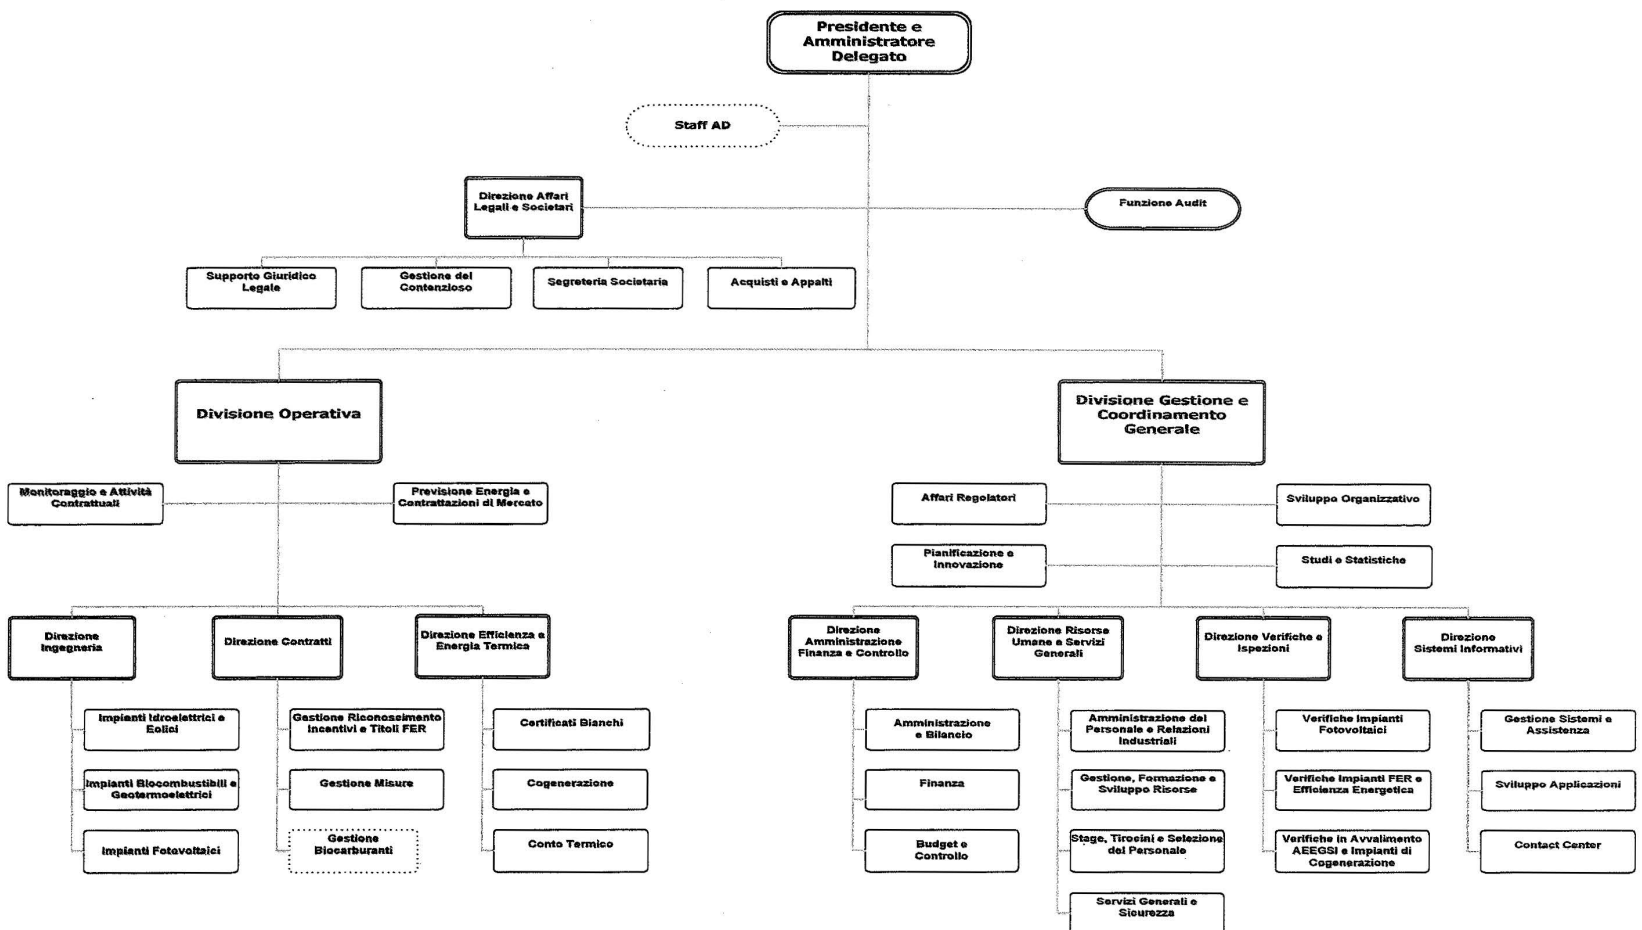 Presidente e
Amministratore
Delegato
Staff AD
Direzione Affari
Legali e Societari
Funzione Audit
Supporto Giuridico
Legale
Gestione del
Contenzioso
Segreteria Societaria
Acquisti e Appalti
Divisione Operativa
Divisione Gestione e
Coordinamento
Generale
Monitoraggio e Attività
Contrattuali
Previsione Energia e
Contrattazioni di Mercato
Affari Regolatori
Sviluppo Organizzativo
Pianificazione e
Innovazione
Studi e Statistiche
Direzione
Ingegneria
Direzione Contratti
Direzione Efficienza e
Energia Termica
Direzione
Amministrazione
Finanza e Controllo
Direzione Risorse
Umane e Servizi
Generali
Direzione Verifiche e
Ispezioni
Direzione
Sistemi Informativi
Impianti Idroelettrici e
Eolici
Gestione Riconoscimento
Incentivi e Titoli FER
Certificati Bianchi
Amministrazione
e Bilancio
Amministrazione del
Personale e Relazioni
Industriali
Verifiche Impianti
Fotovoltaici
Gestione Sistemi e
Assistenza
Impianti Biocombustibili e
Geotermoelettrici
Gestione Misure
Cogenerazione
Finanza
Gestione, Formazione e
Sviluppo Risorse
Verifiche Impianti FER e
Efficienza Energetica
Sviluppo Applicazioni
Impianti Fotovoltaici
Gestione
Biocarburanti
Conto Termico
Budget e
Controllo
Stage, Tirocini e Selezione
del Personale
Verifiche in Avvalimento
AEEGSI e Impianti di
Cogenerazione
Contact Center
Servizi Generali e
Sicurezza